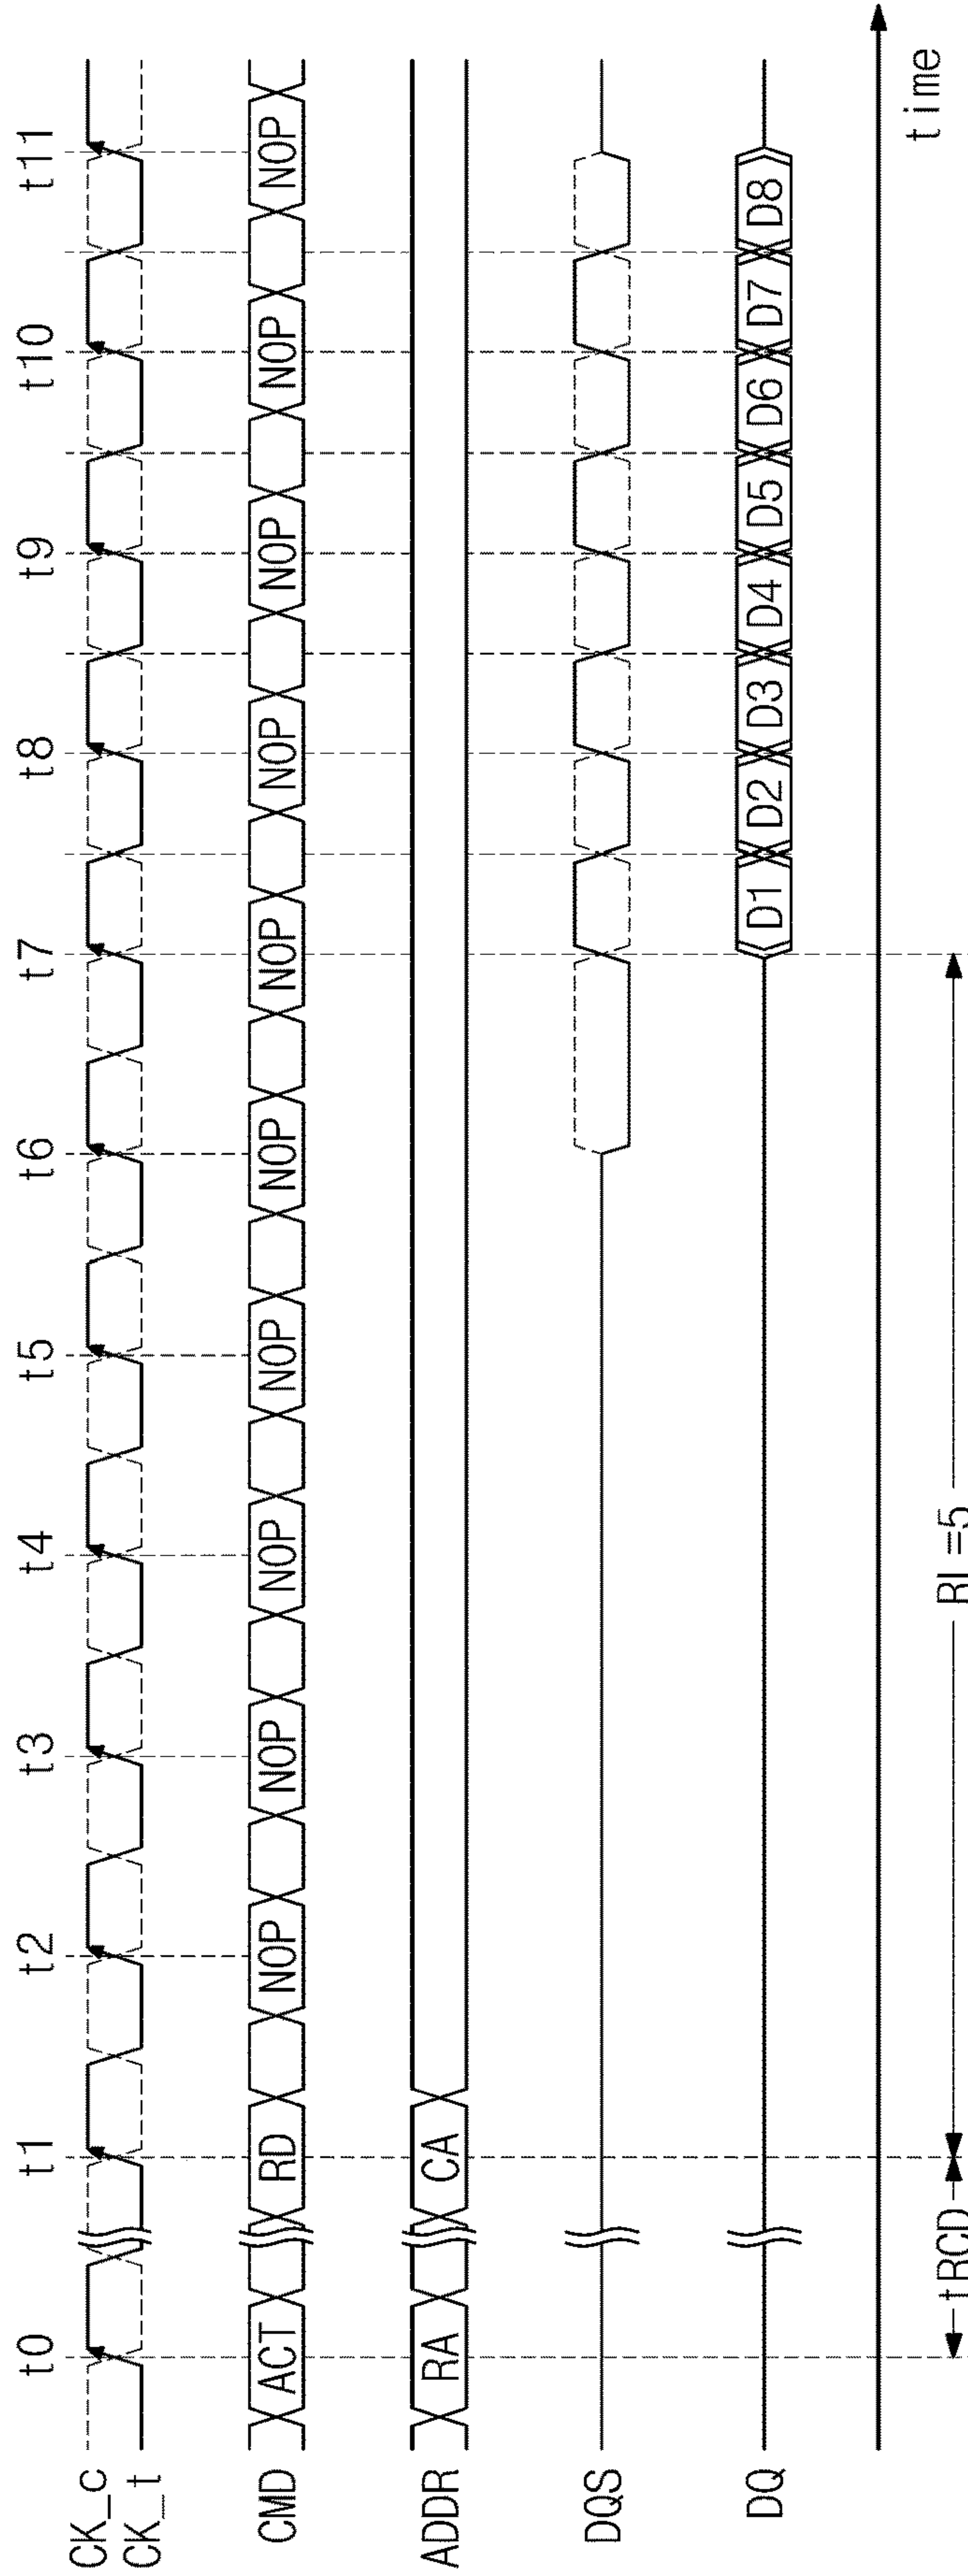 t0 t1 t2 t3 t4 t5 t6 t7 t8 t9 t10 t11
CK_c
CK_t
CMD ACT RD NOP NOP NOP NOP NOP NOP NOP NOP NOP NOP
ADDR RA CA
DQS
DQ D1 D2 D3 D4 D5 D6 D7 D8
time
tRCD RL=5